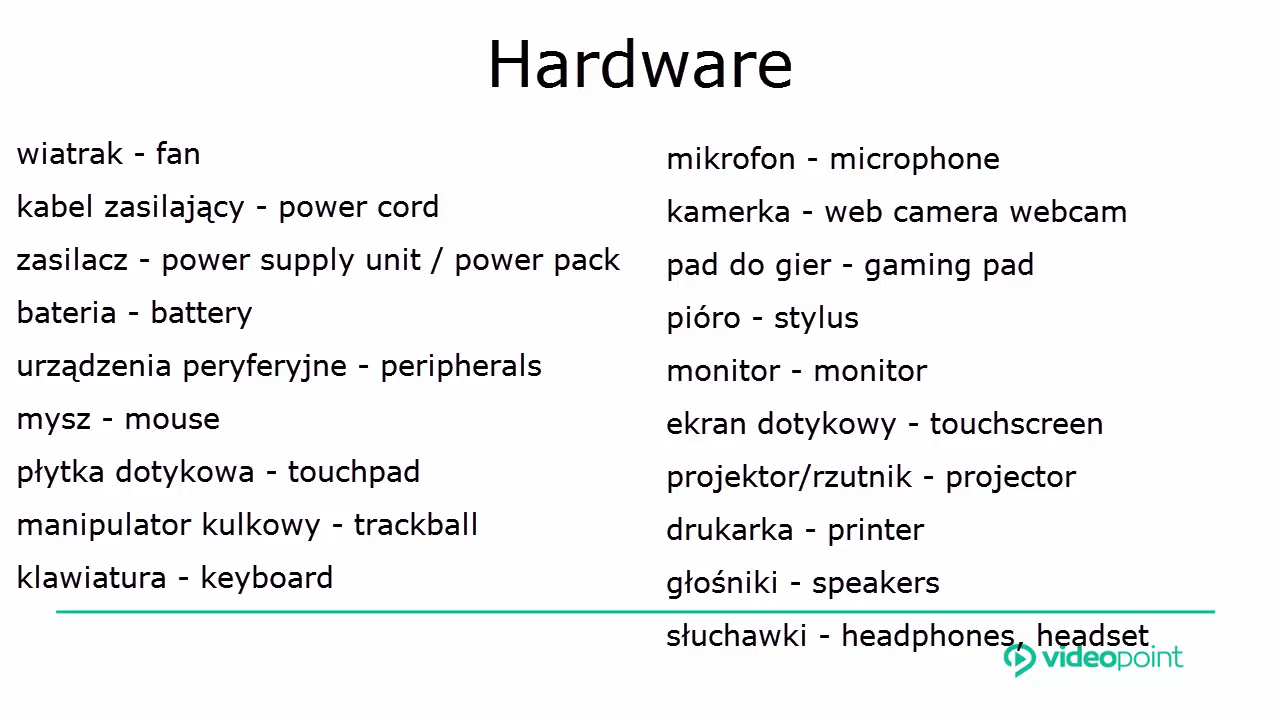 Hardware
wiatrak - fan
kabel zasilający - power cord
zasilacz - power supply unit / power pack
bateria - battery
urządzenia peryferyjne - peripherals
mysz - mouse
płytka dotykowa - touchpad
manipulator kulkowy - trackball
klawiatura - keyboard
mikrofon - microphone
kamerka - web camera webcam
pad do gier - gaming pad
pióro - stylus
monitor - monitor
ekran dotykowy - touchscreen
projektor/rzutnik - projector
drukarka - printer
głośniki - speakers
słuchawki - headphones, headset
videopoint